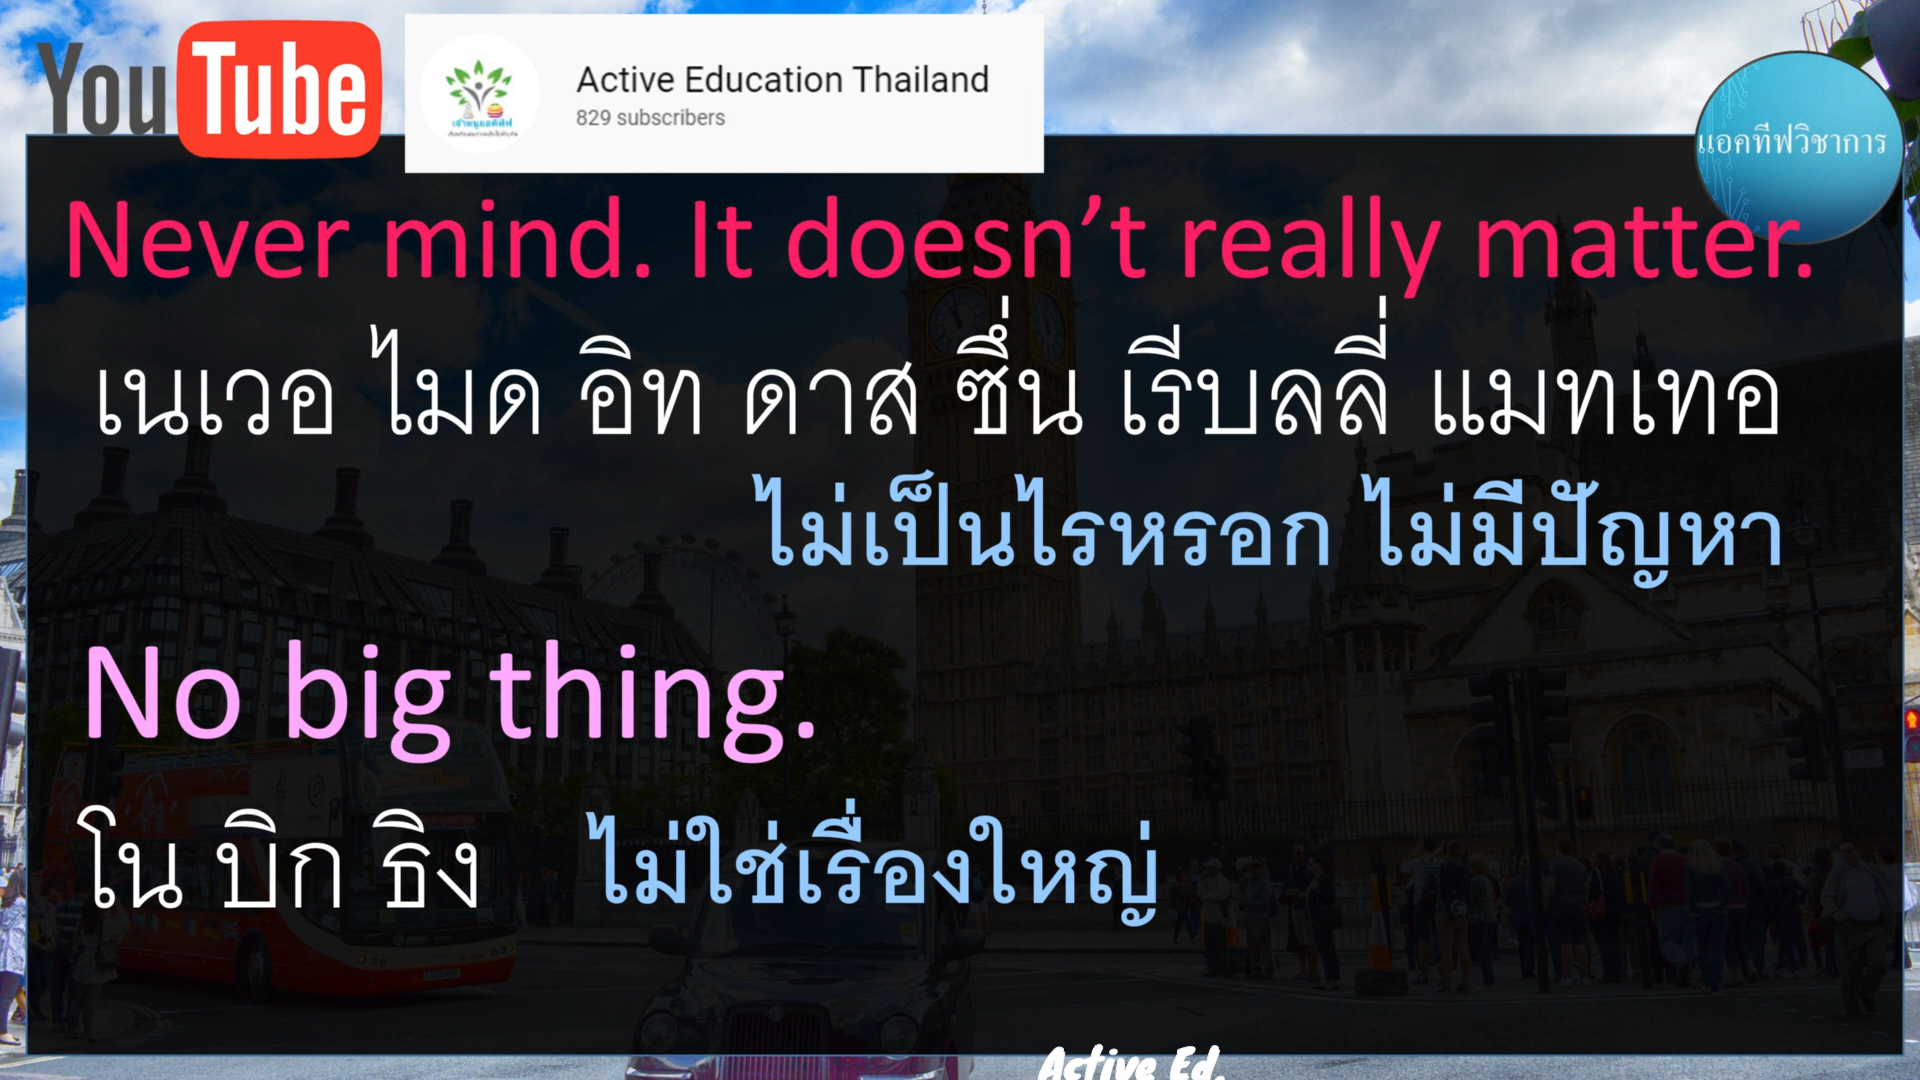 YouTube
Active Education Thailand
829 subscribers
แอคทีฟวิชาการ
Never mind. It doesn’t really matter.
เนเวอ ไมด อิท ดาส ซึ่น เรีบลลี่ แมทเทอ
ไม่เป็นไรหรอก ไม่มีปัญหา
No big thing.
โน บิก ธิง ไม่ใช่เรื่องใหญ่
Active Ed.